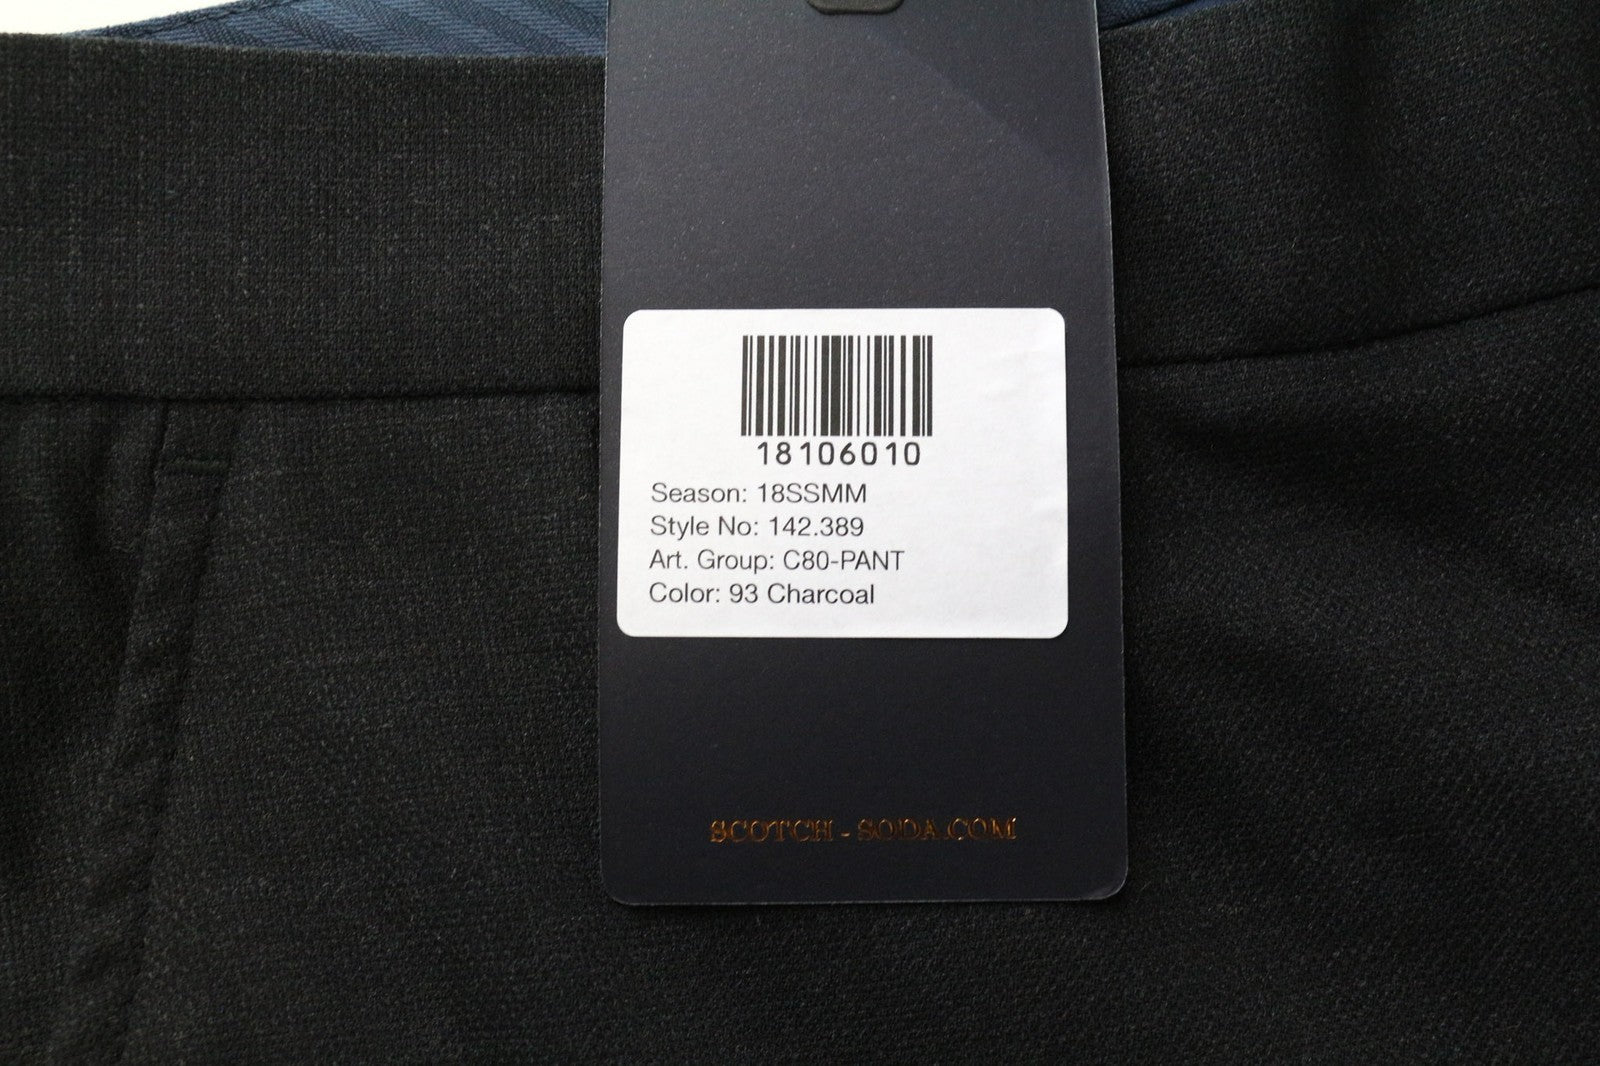 18106010
Season: 18SSMM
Style No: 142.389
Art. Group: C80-PANT
Color: 93 Charcoal
SCOTCH - SODA.COM